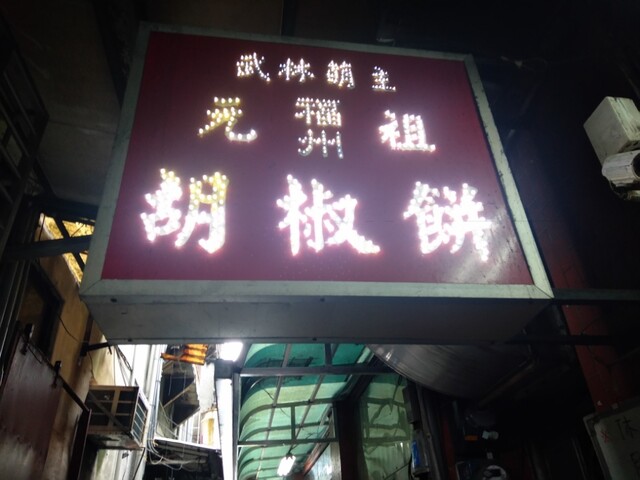 武林萌主
元 福州 祖
胡椒餅